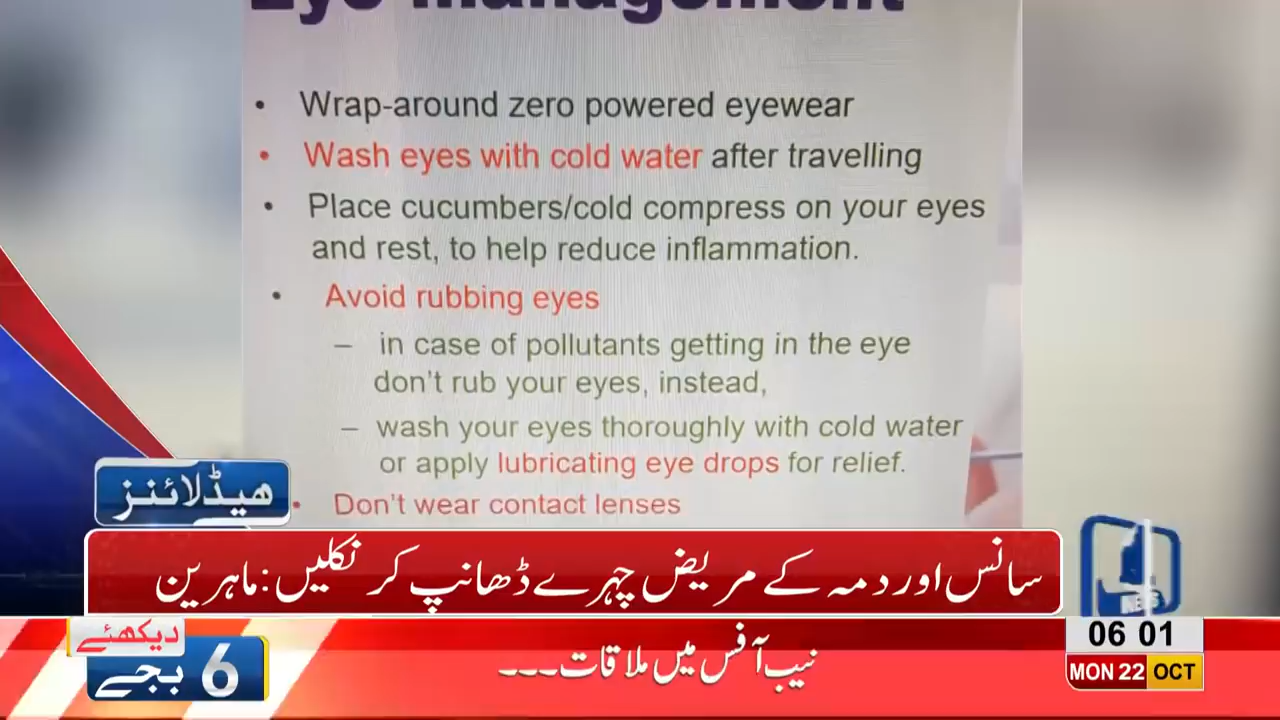 Eye management
• Wrap-around zero powered eyewear
• Wash eyes with cold water after travelling
• Place cucumbers/cold compress on your eyes
and rest, to help reduce inflammation.
• Avoid rubbing eyes
– in case of pollutants getting in the eye
don't rub your eyes, instead,
– wash your eyes thoroughly with cold water
or apply lubricating eye drops for relief.
• Don't wear contact lenses
ھیڈلائنز
سانس اور دمہ کے مریض چہرے ڈھانپ کر نکلیں: ماہرین
NEWS
06 01
دیکھئے
6 بجے
نیب آفس میں ملاقات۔۔۔
MON 22 OCT